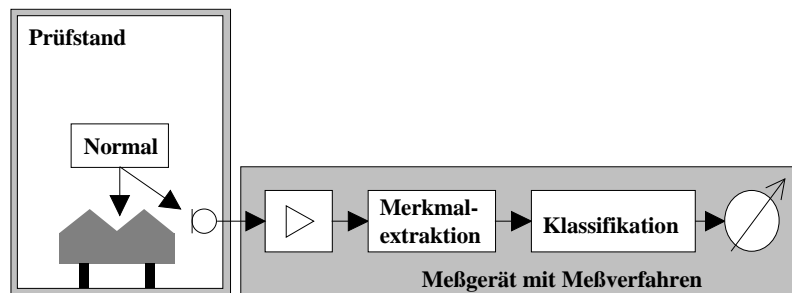 Prüfstand
Normal
Merkmal-
extraktion
Klassifikation
Meßgerät mit Meßverfahren